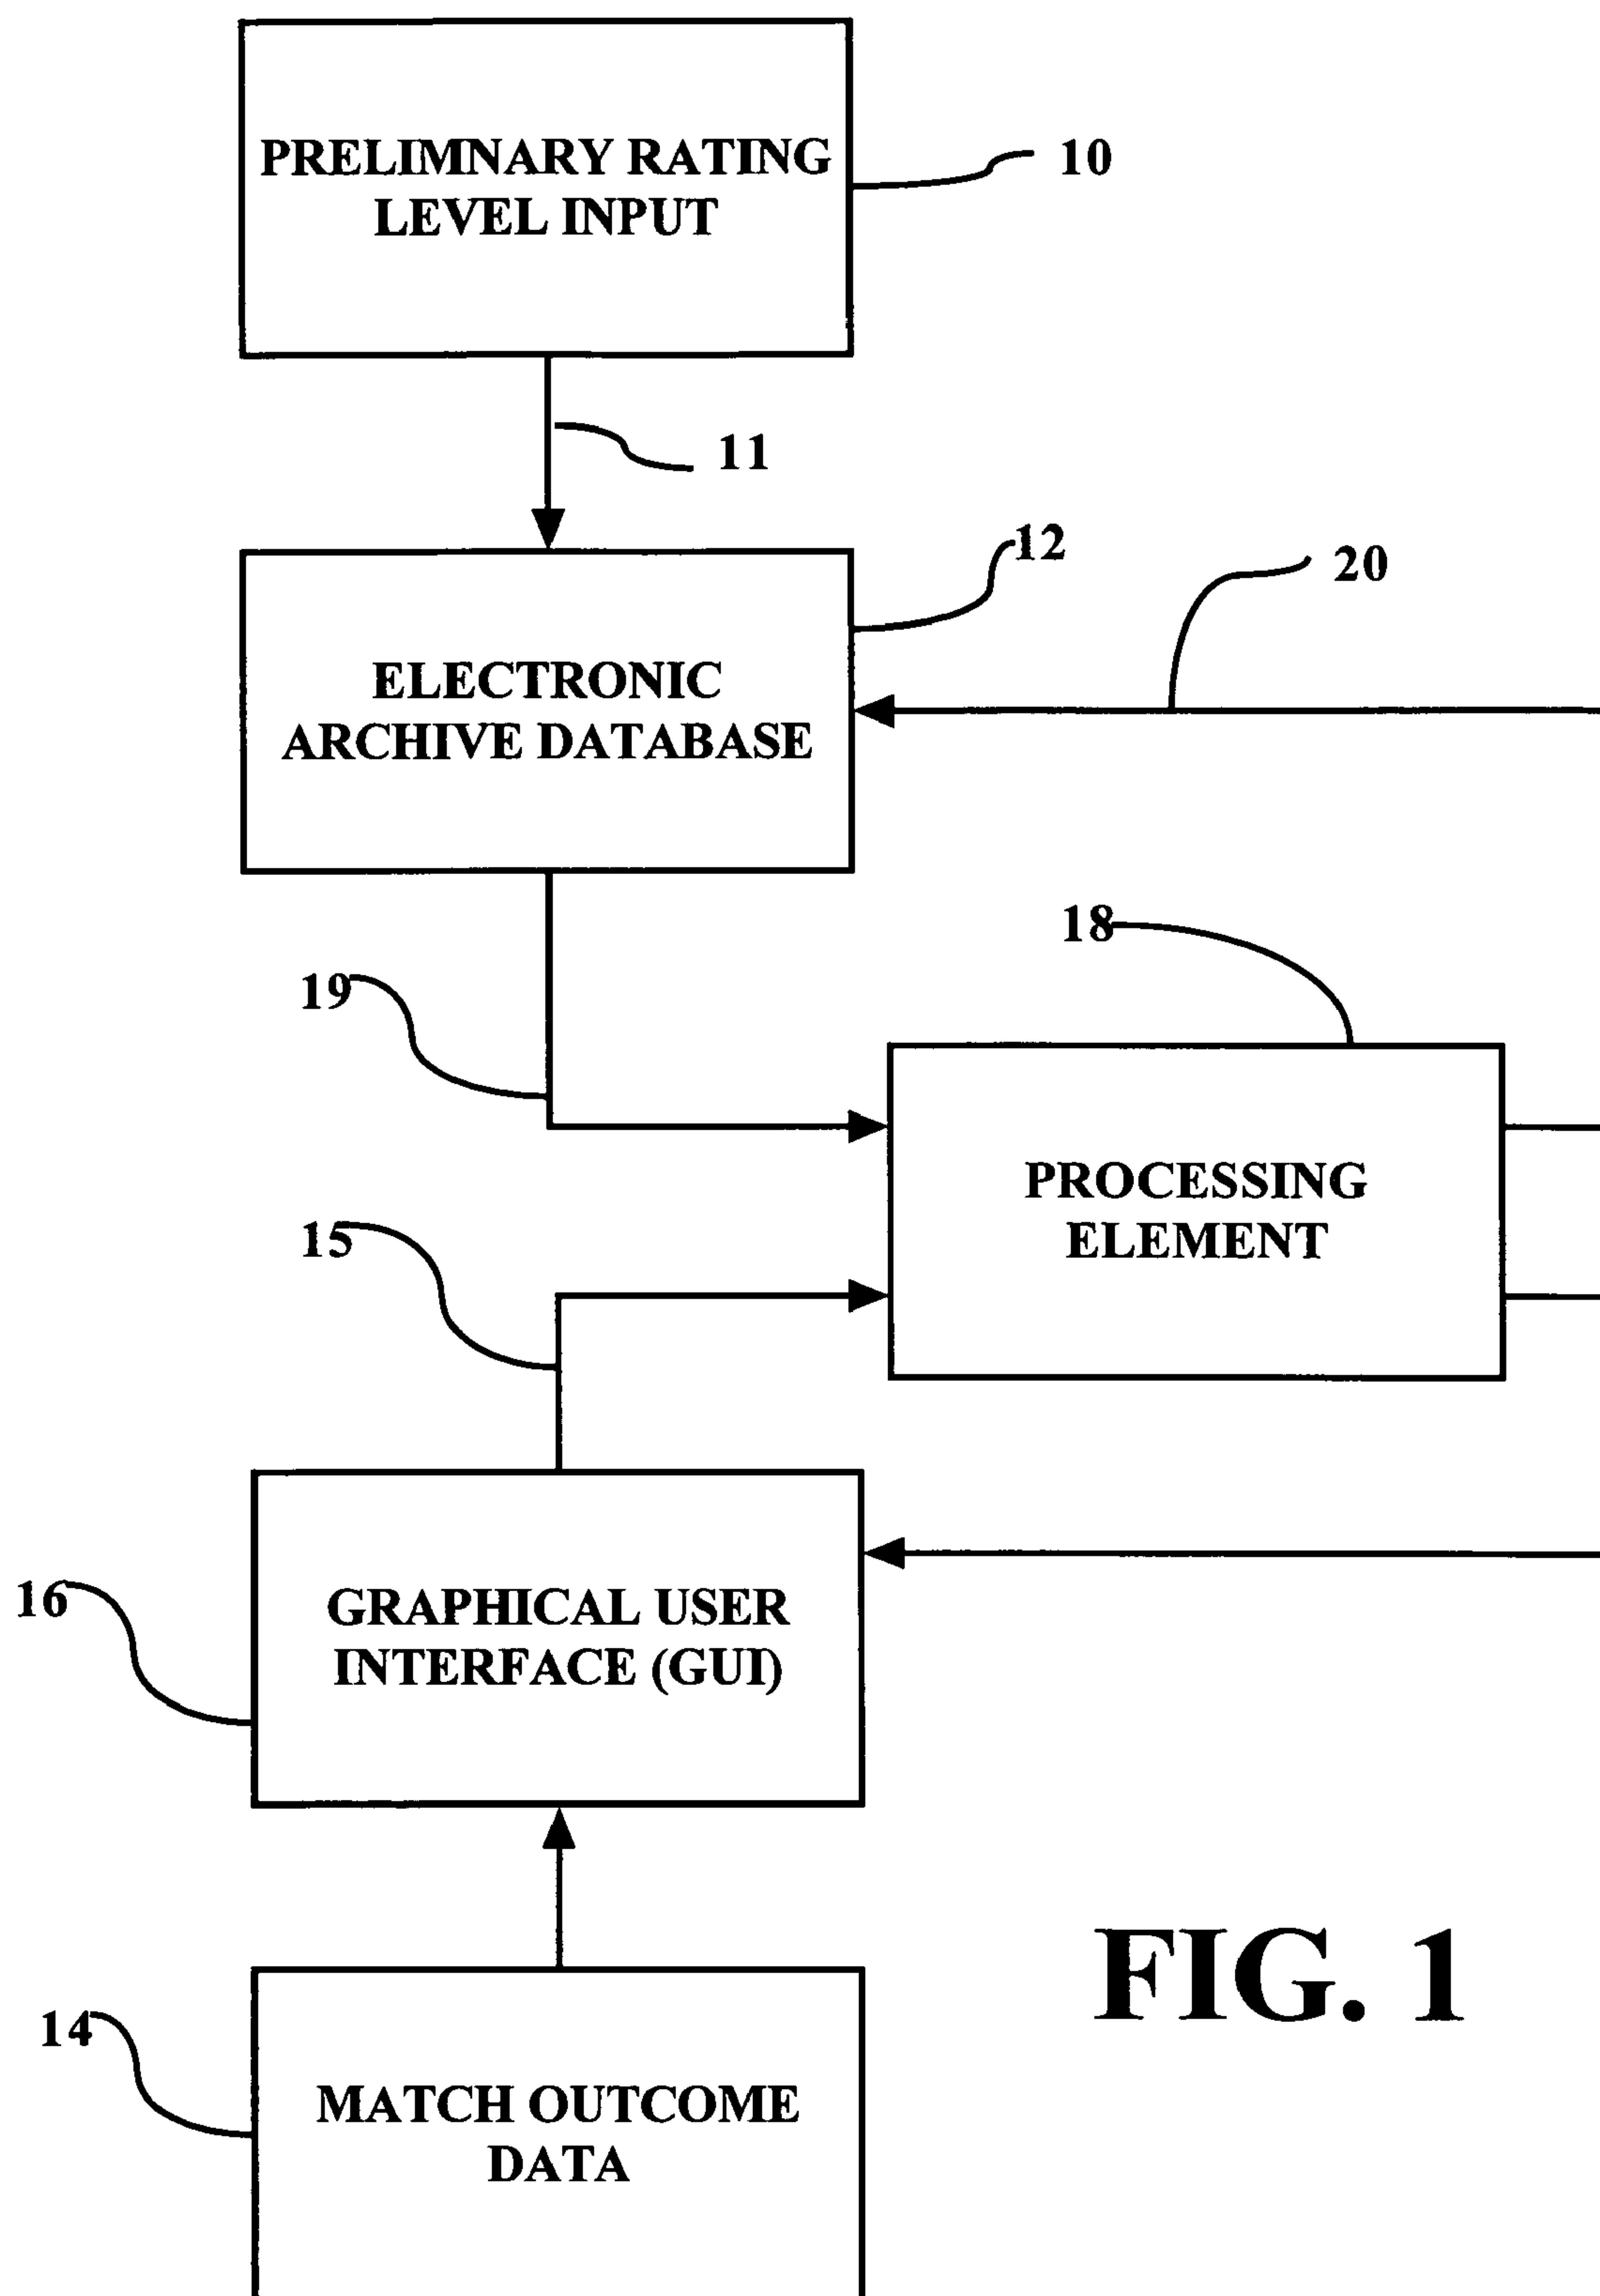 PRELIMNARY RATING
LEVEL INPUT
10
11
12
20
ELECTRONIC
ARCHIVE DATABASE
18
19
PROCESSING
ELEMENT
15
16
GRAPHICAL USER
INTERFACE (GUI)
FIG. 1
14
MATCH OUTCOME
DATA